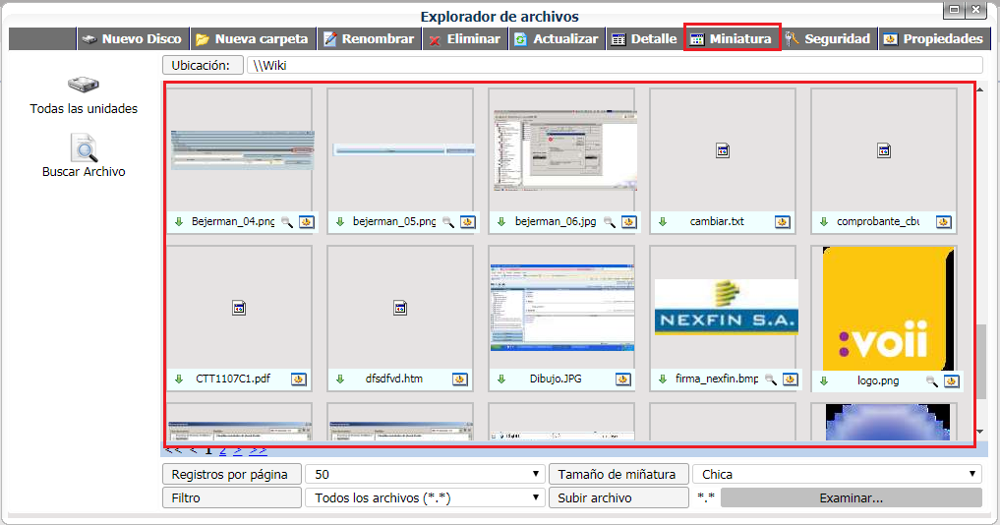 Explorador de archivos
Nuevo Disco Nueva carpeta Renombrar Eliminar Actualizar Detalle Miniatura Seguridad Propiedades
Ubicación: \\Wiki
Todas las unidades
Buscar Archivo
Bejerman_04.png bejerman_05.png bejerman_06.jpg cambiar.txt comprobante_cbu
NEXFIN S.A.
:voii
CTT1107C1.pdf dfsdfvd.htm Dibujo.JPG firma_nexfin.bmp logo.png
<< < 1 2 > >>
Registros por página 50 Tamaño de miñatura Chica
Filtro Todos los archivos (*.*) Subir archivo *.* Examinar...